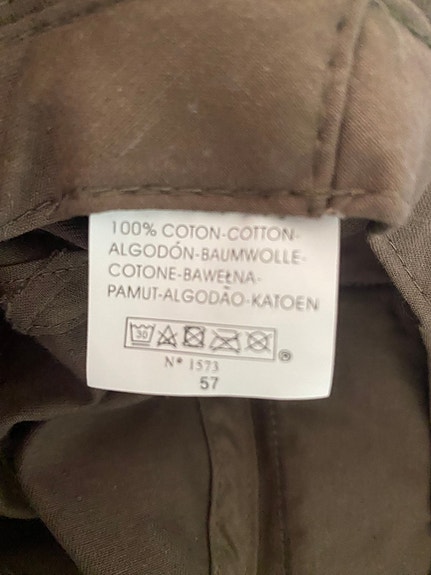 100% COTON-COTTON-
ALGODÓN-BAUMWOLLE-
COTONE-BAWEŁNA-
PAMUT-ALGODÃO-KATOEN
30
®
N° 1573
57